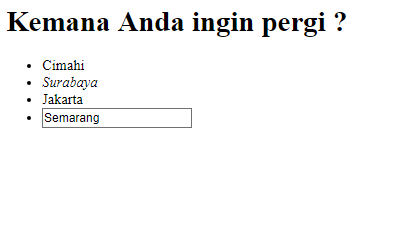 Kemana Anda ingin pergi ?
Cimahi
Surabaya
Jakarta
Semarang